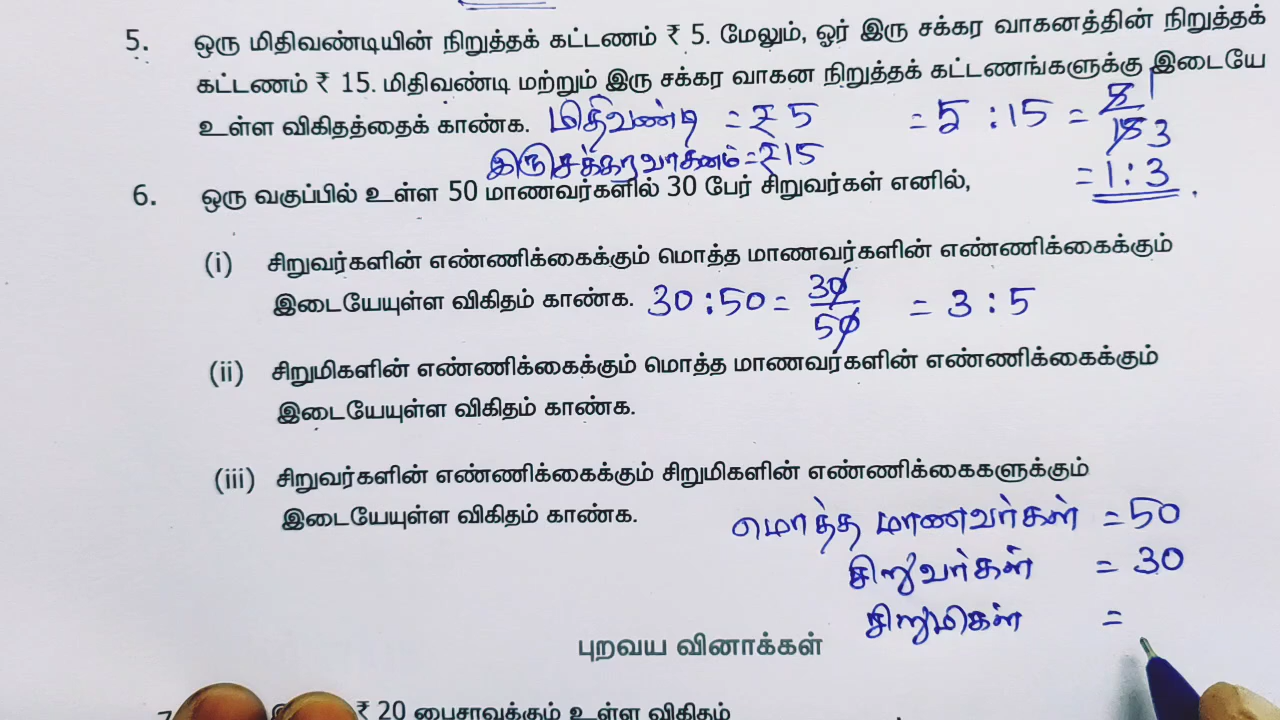 5. ஒரு மிதிவண்டியின் நிறுத்தக் கட்டணம் ₹ 5. மேலும், ஓர் இரு சக்கர வாகனத்தின் நிறுத்தக்
கட்டணம் ₹ 15. மிதிவண்டி மற்றும் இரு சக்கர வாகன நிறுத்தக் கட்டணங்களுக்கு இடையே
உள்ள விகிதத்தைக் காண்க. மிதிவண்டி = ₹ 5 = 5 : 15 = 5/15 1/3
இருசக்கரவாகனம் = ₹15 = 1 : 3
6. ஒரு வகுப்பில் உள்ள 50 மாணவர்களில் 30 பேர் சிறுவர்கள் எனில்,
(i) சிறுவர்களின் எண்ணிக்கைக்கும் மொத்த மாணவர்களின் எண்ணிக்கைக்கும்
இடையேயுள்ள விகிதம் காண்க. 30 : 50 = 30/50 = 3 : 5
(ii) சிறுமிகளின் எண்ணிக்கைக்கும் மொத்த மாணவர்களின் எண்ணிக்கைக்கும்
இடையேயுள்ள விகிதம் காண்க.
(iii) சிறுவர்களின் எண்ணிக்கைக்கும் சிறுமிகளின் எண்ணிக்கைகளுக்கும்
இடையேயுள்ள விகிதம் காண்க.
மொத்த மாணவர்கள் = 50
சிறுவர்கள் = 30
சிறுமிகள் =
புறவய வினாக்கள்
₹ 20 பைசாவுக்கும் உள்ள விகிதம்